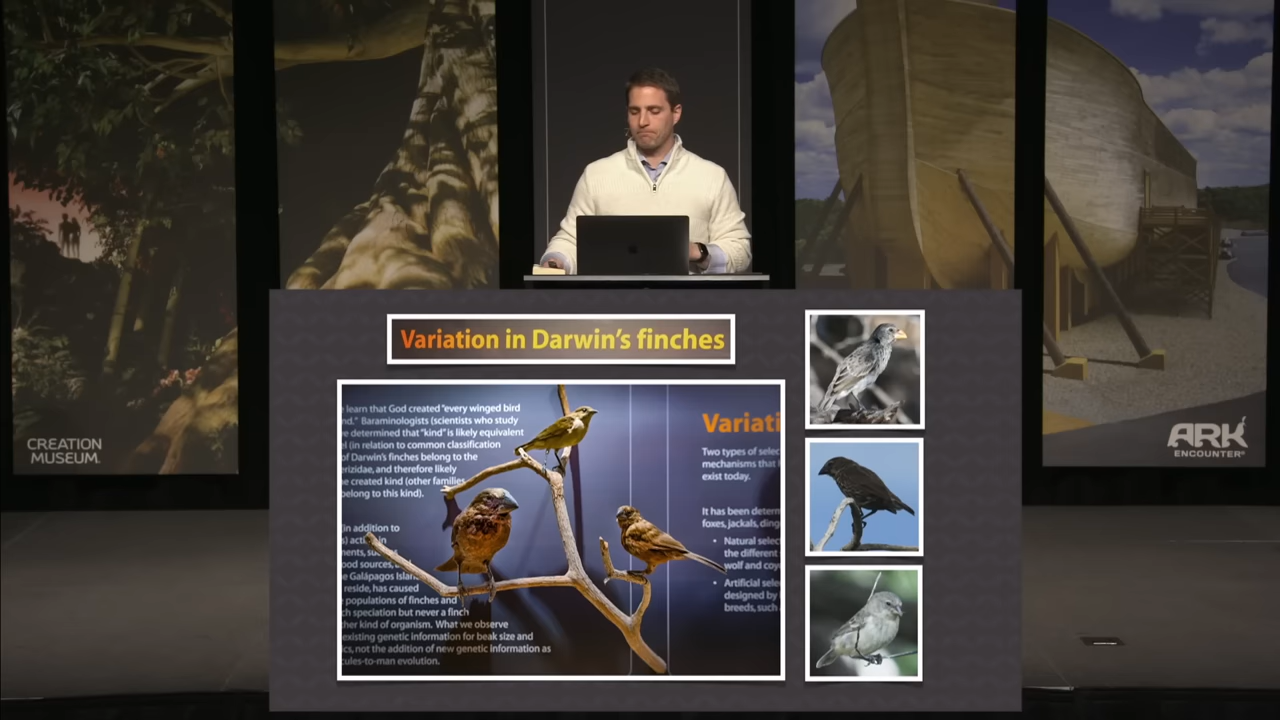 CREATION
MUSEUM
ARK
ENCOUNTER
Variation in Darwin's finches
learn that God created "every winged bird
nd." Baraminologists (scientists who study
determined that "kind" is likely equivalent
(in relation to common classification
of Darwin's finches belong to the
erizidae, and therefore likely
created kind (other families
belong to this kind).
(in addition to
in
ments,
ood sources,
Galápagos
reside, has caused
populations of finches and
speciation but never a finch
ther kind of organism. What we observe
existing genetic information for beak size and
cs, not the addition of new genetic information as
cules-to-man evolution.
Variati
Two types of selec
mechanisms that
exist today.
It has been determ
foxes, jackals, ding
• Natural selec
the different
wolf and coy
• Artificial sele
designed by
breeds, such